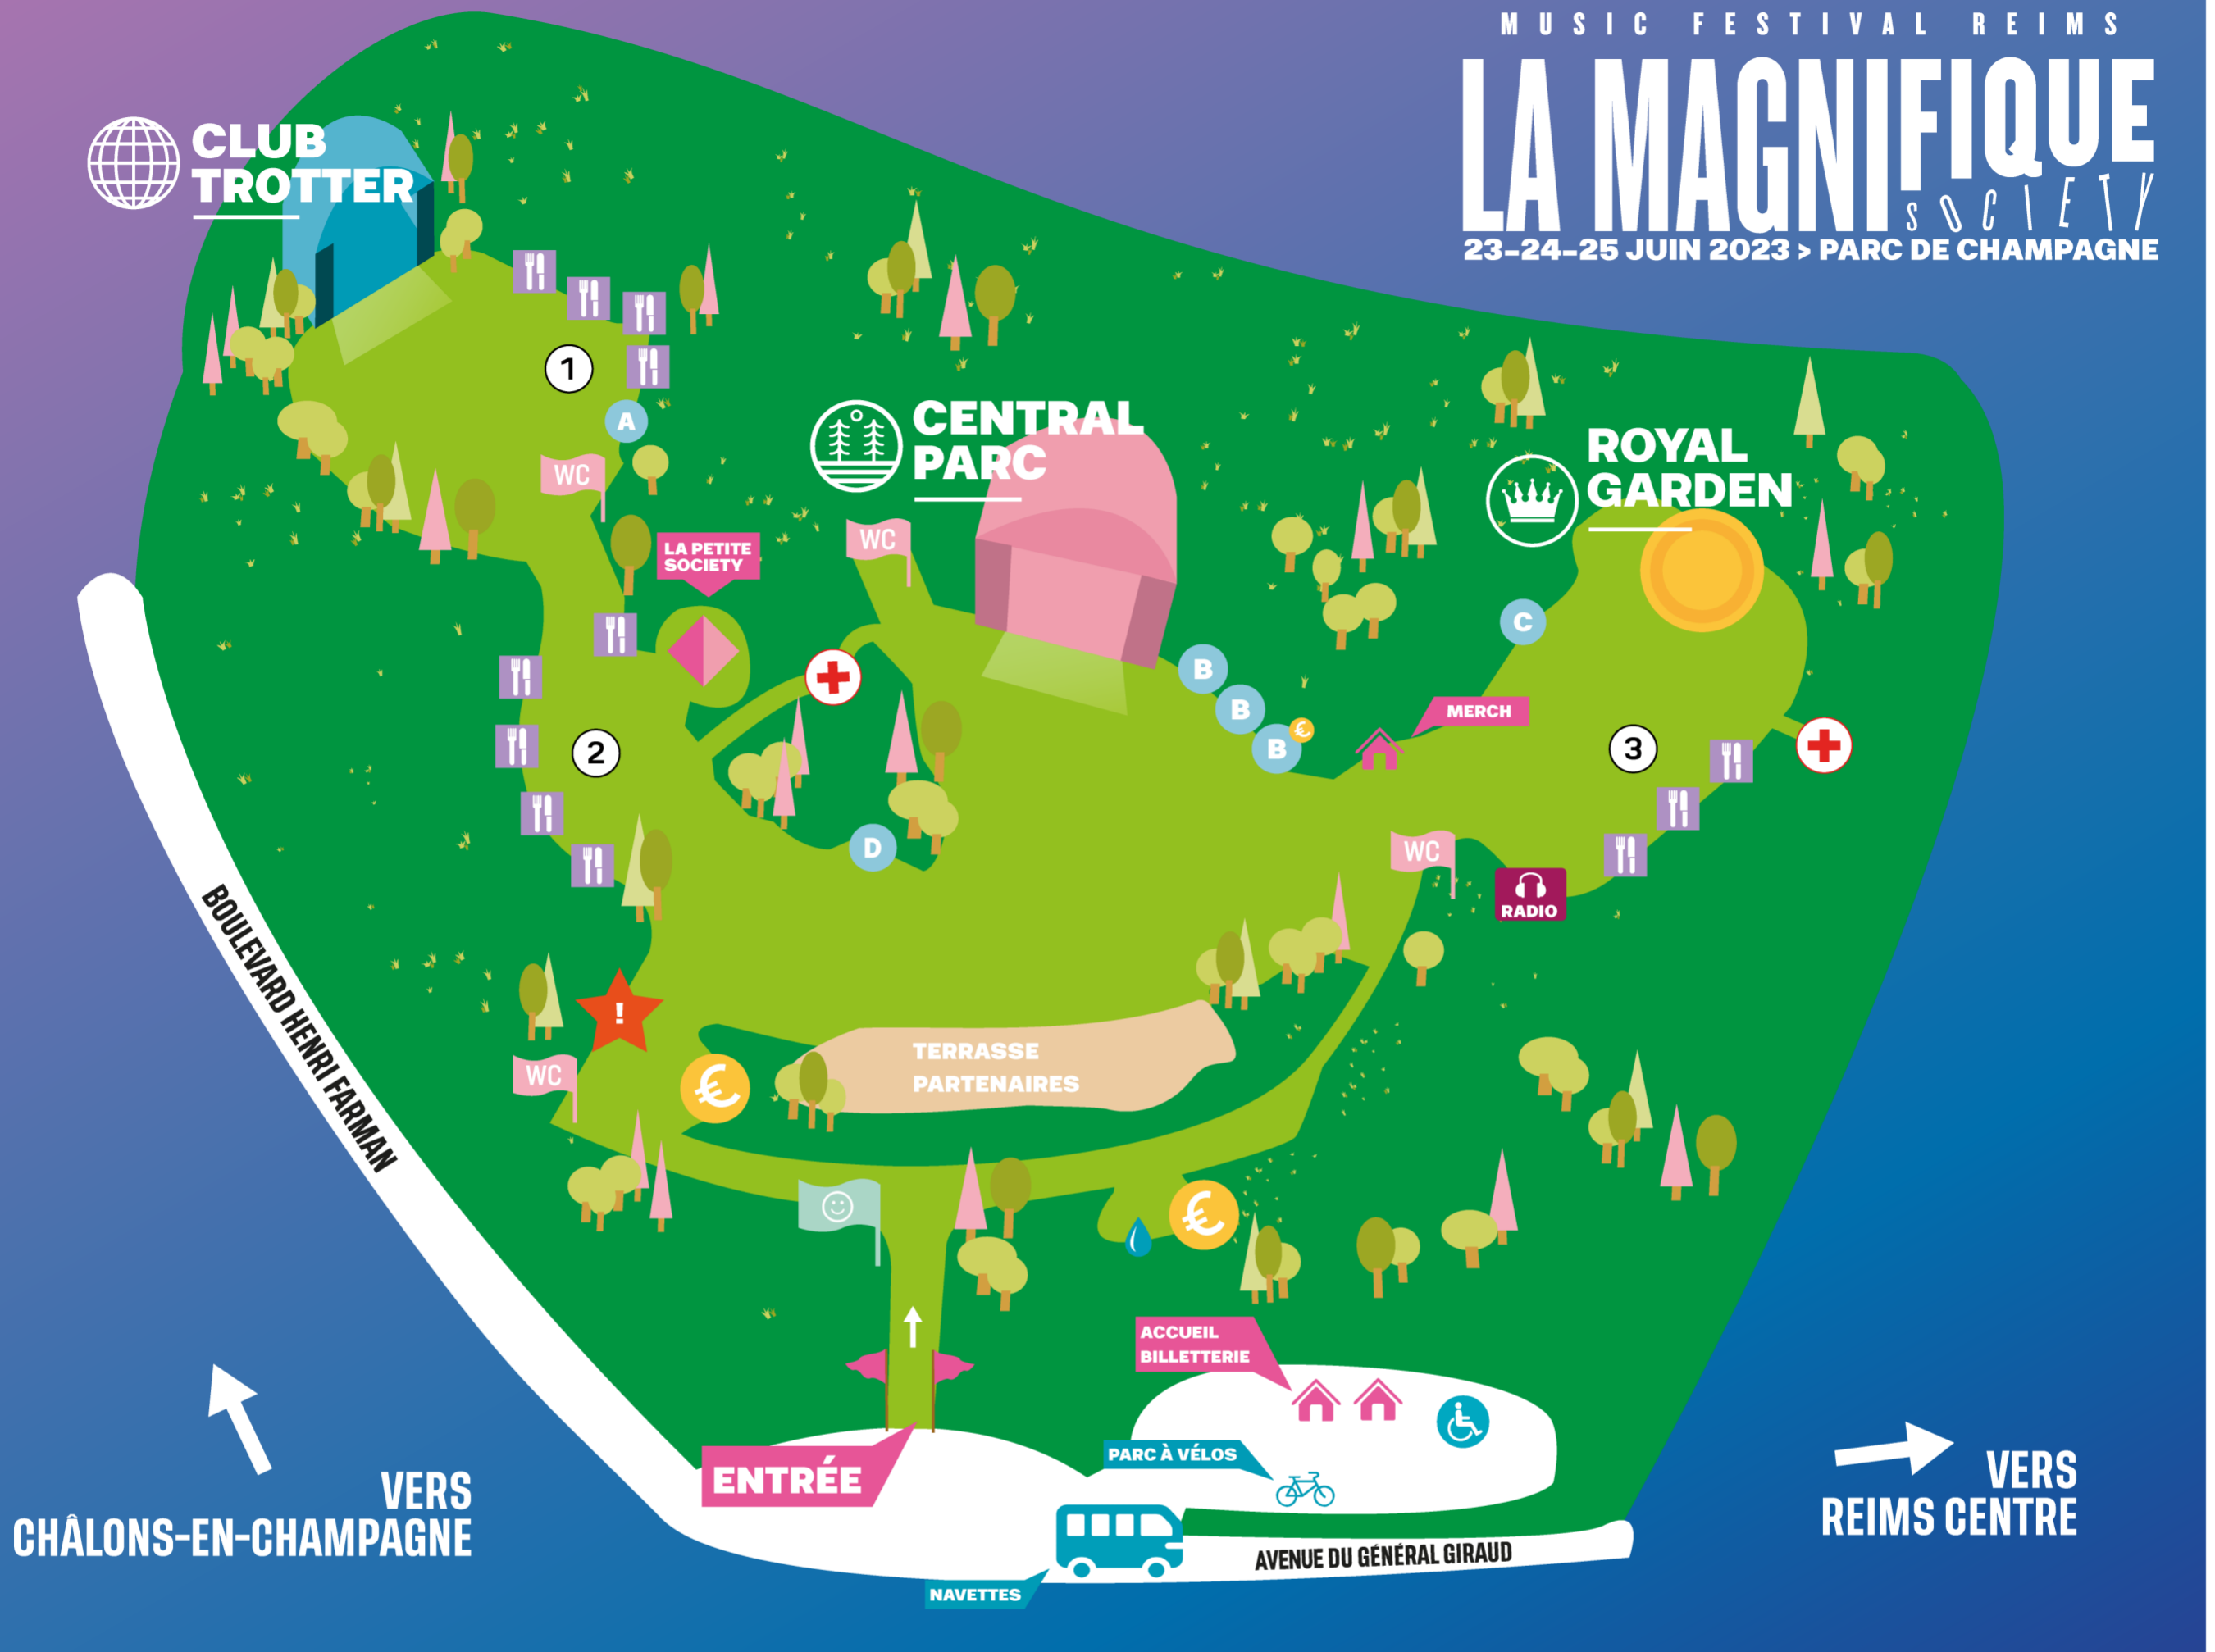 MUSIC FESTIVAL REIMS
LA MAGNIFIQUE
SOCIETY
23-24-25 JUIN 2023 > PARC DE CHAMPAGNE
CLUB
TROTTER
1
A
WC
CENTRAL
PARC
WC
LA PETITE
SOCIETY
ROYAL
GARDEN
C
B
B
B
€
MERCH
2
3
D
WC
RADIO
!
WC
€
TERRASSE
PARTENAIRES
€
BOULEVARD HENRI FARMAN
ACCUEIL
BILLETTERIE
ENTRÉE
PARC À VÉLOS
AVENUE DU GÉNÉRAL GIRAUD
NAVETTES
VERS
CHÂLONS-EN-CHAMPAGNE
VERS
REIMS CENTRE